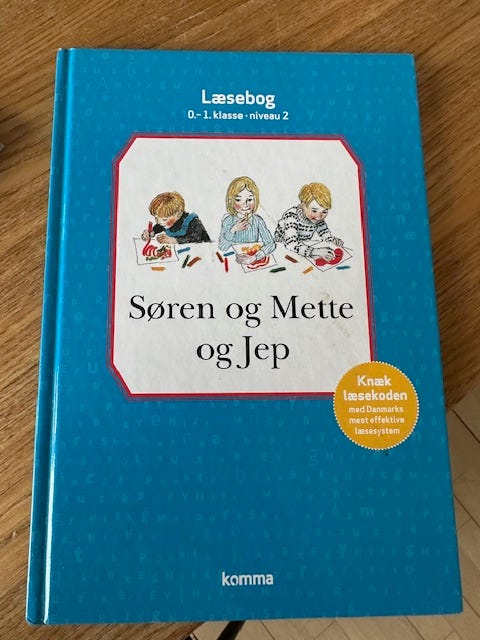 Læsebog
0.- 1. klasse · niveau 2
Søren og Mette
og Jep
Knæk
læsekoden
med Danmarks
mest effektive
læsesystem
komma